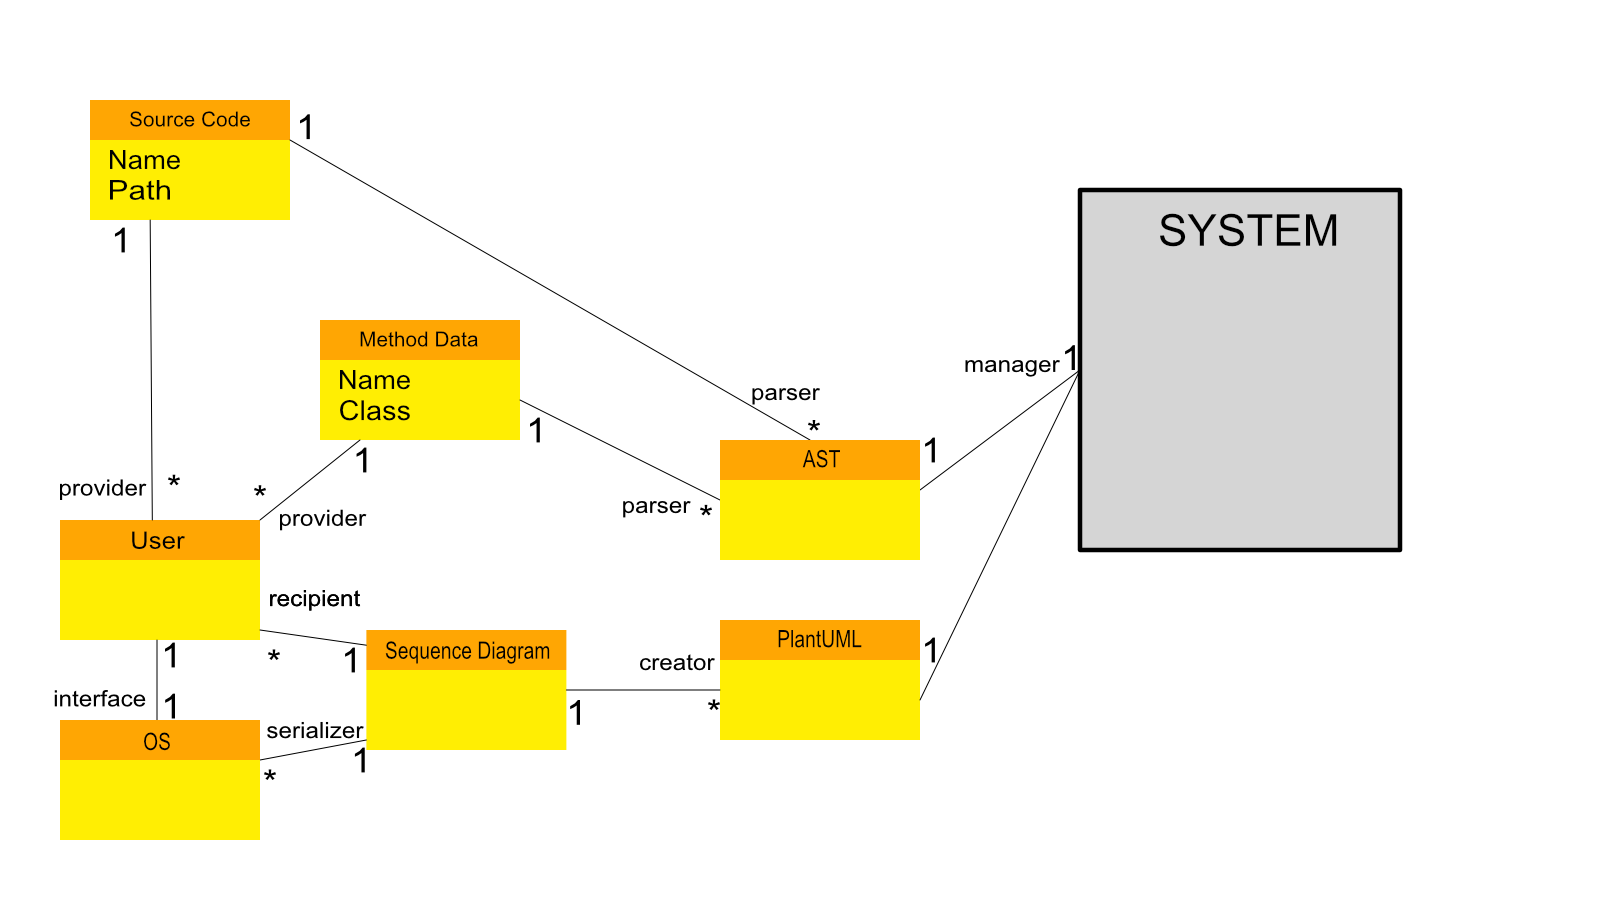 Source Code
1
Name
Path
1
SYSTEM
Method Data
Name
Class
1
1
manager 1
parser
*
AST
1
parser *
provider *
*
provider
User
recipient
*
1
1
interface
1
OS
serializer
*
1
Sequence Diagram
1
creator
*
PlantUML
1